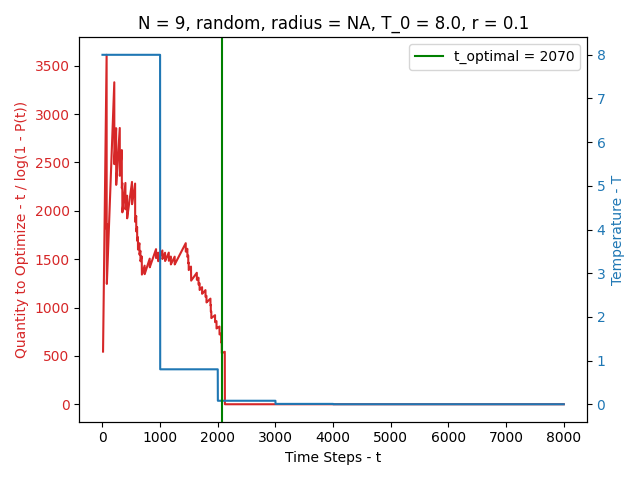 N = 9, random, radius = NA, T_0 = 8.0, r = 0.1
t_optimal = 2070
Quantity to Optimize - t / log(1 - P(t))
3500
3000
2500
2000
1500
1000
500
0
8
7
6
5
4
3
2
1
0
Temperature - T
0 1000 2000 3000 4000 5000 6000 7000 8000
Time Steps - t